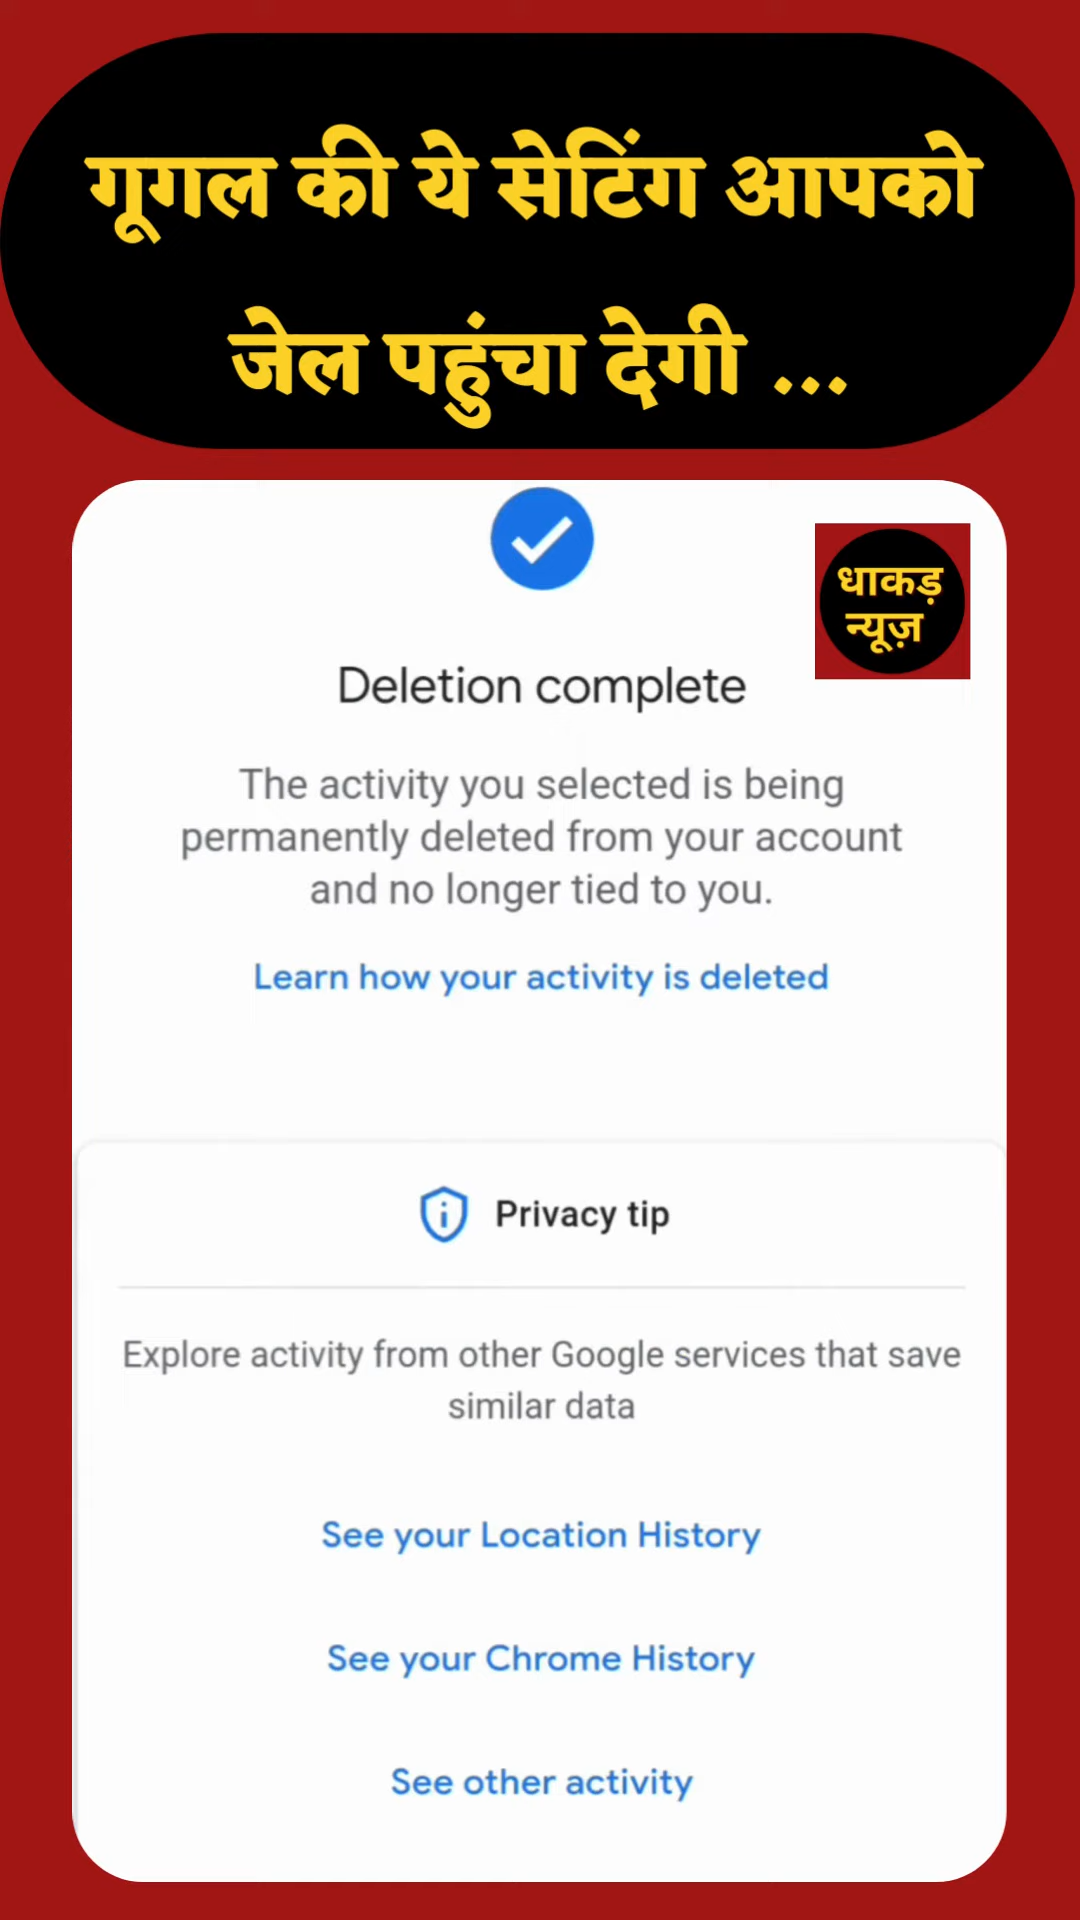 गूगल की ये सेटिंग आपको
जेल पहुंचा देगी ...
धाकड़
न्यूज़
Deletion complete
The activity you selected is being
permanently deleted from your account
and no longer tied to you.
Learn how your activity is deleted
Privacy tip
Explore activity from other Google services that save
similar data
See your Location History
See your Chrome History
See other activity